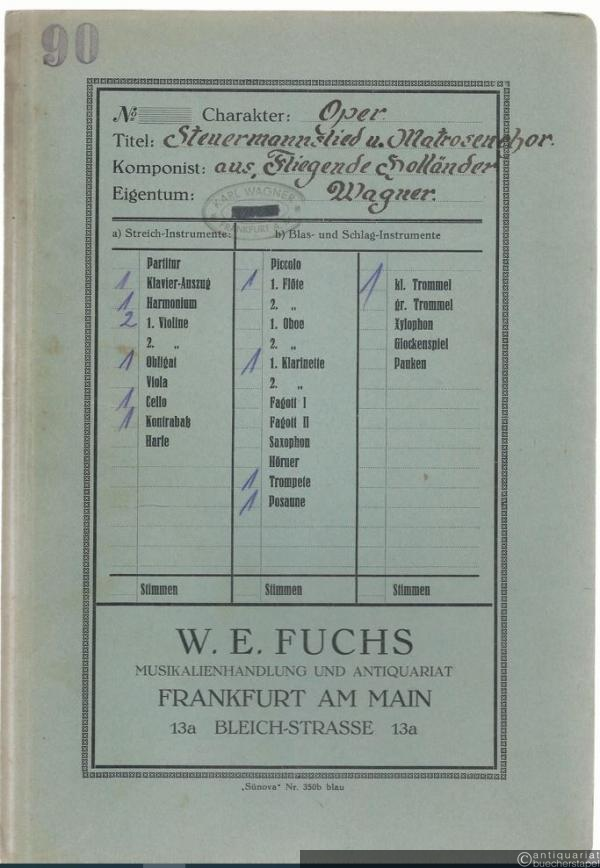 90
№ Charakter: Oper.
Titel: Steuermannslied u. Matrosenchor.
Komponist: aus, Fliegende Holländer
Eigentum: Wagner.
KARL WAGNER
FRANKFURT A. M.
a) Streich-Instrumente: b) Blas- und Schlag-Instrumente
Partitur
1 Klavier-Auszug
1 Harmonium
2 1. Violine
2. „
1 Obligat
Viola
1 Cello
1 Kontrabaß
Harfe
Stimmen
Piccolo
1 1. Flöte
2. „
1. Oboe
2. „
1 1. Klarinette
2. „
Fagott I
Fagott II
Saxophon
Hörner
1 Trompete
1 Posaune
Stimmen
1 kl. Trommel
gr. Trommel
Xylophon
Glockenspiel
Pauken
Stimmen
W. E. FUCHS
MUSIKALIENHANDLUNG UND ANTIQUARIAT
FRANKFURT AM MAIN
13a BLEICH-STRASSE 13a
„Sünova“ Nr. 350b blau
©antiquariat
buecherstapel